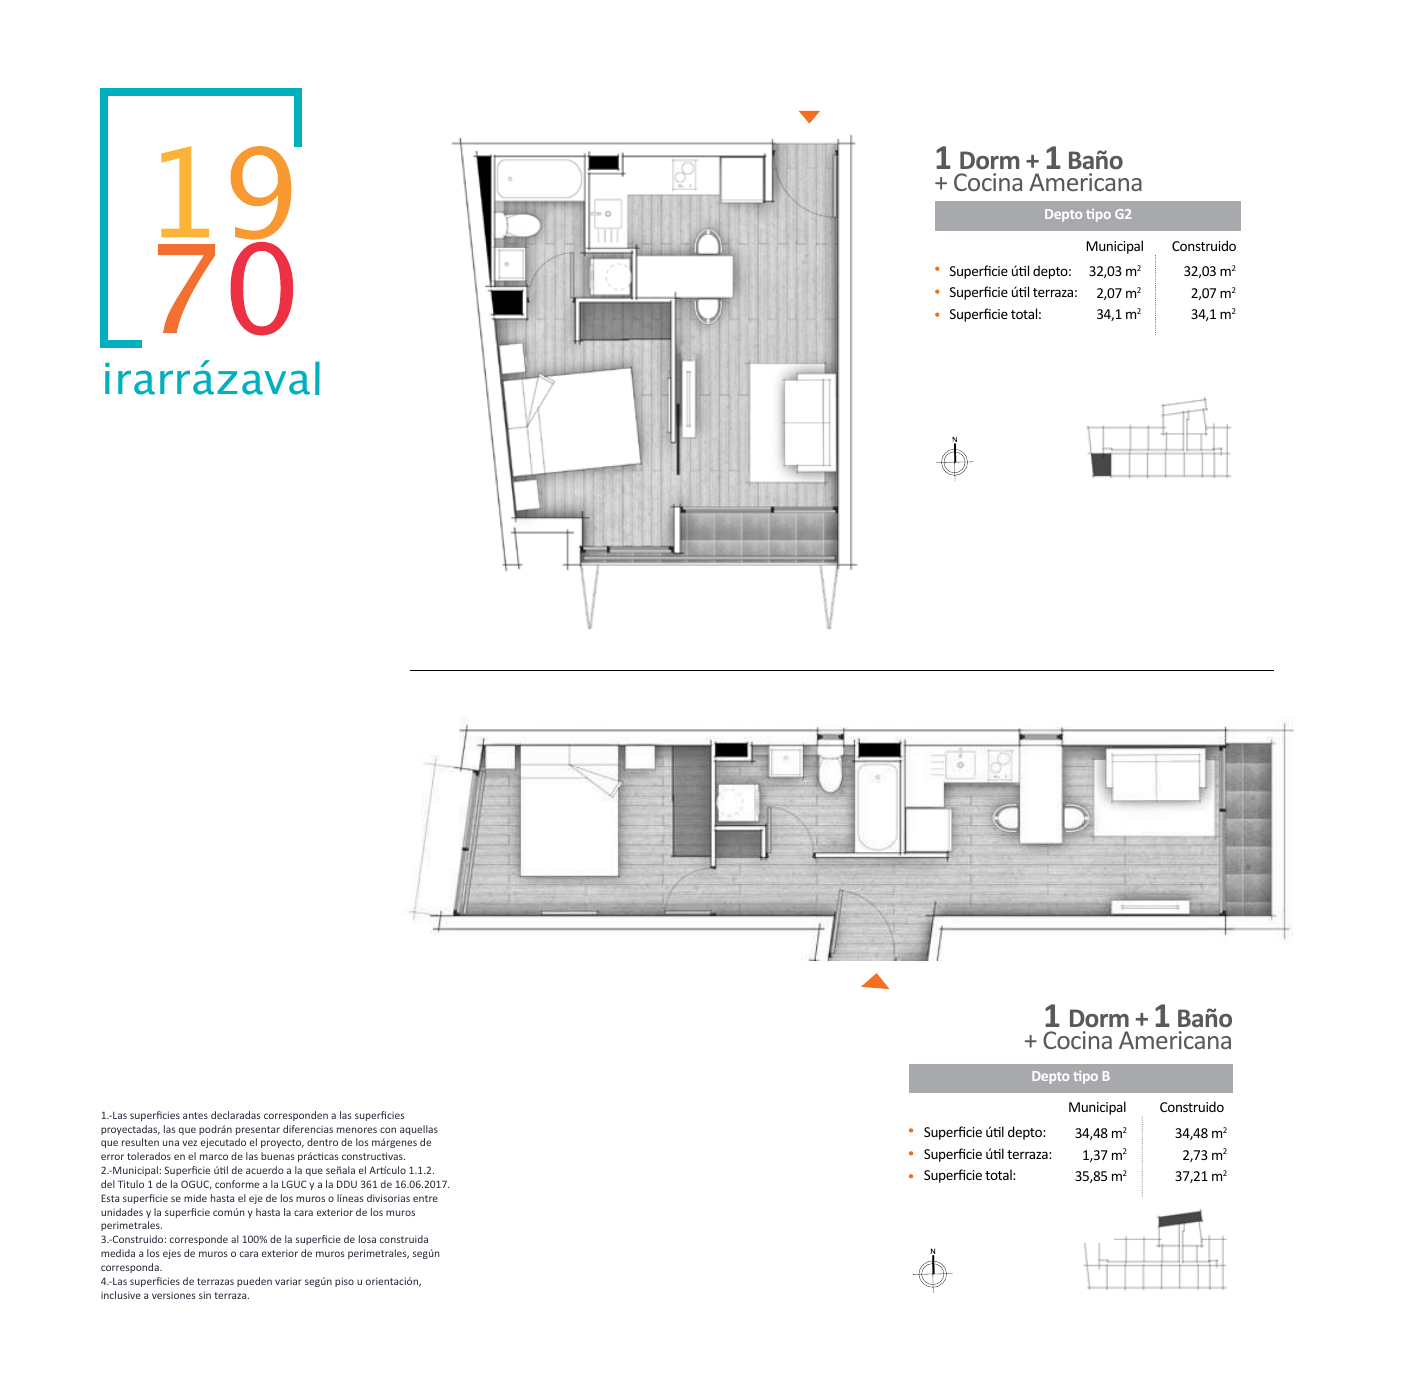 19
70
irarrázaval
1 Dorm + 1 Baño
+ Cocina Americana
Depto tipo G2
Municipal Construido
• Superficie útil depto: 32,03 m² 32,03 m²
• Superficie útil terraza: 2,07 m² 2,07 m²
• Superficie total: 34,1 m² 34,1 m²
N
1 Dorm + 1 Baño
+ Cocina Americana
Depto tipo B
Municipal Construido
• Superficie útil depto: 34,48 m² 34,48 m²
• Superficie útil terraza: 1,37 m² 2,73 m²
• Superficie total: 35,85 m² 37,21 m²
N
1.-Las superficies antes declaradas corresponden a las superficies
proyectadas, las que podrán presentar diferencias menores con aquellas
que resulten una vez ejecutado el proyecto, dentro de los márgenes de
error tolerados en el marco de las buenas prácticas constructivas.
2.-Municipal: Superficie útil de acuerdo a la que señala el Artículo 1.1.2.
del Titulo 1 de la OGUC, conforme a la LGUC y a la DDU 361 de 16.06.2017.
Esta superficie se mide hasta el eje de los muros o líneas divisorias entre
unidades y la superficie común y hasta la cara exterior de los muros
perimetrales.
3.-Construido: corresponde al 100% de la superficie de losa construida
medida a los ejes de muros o cara exterior de muros perimetrales, según
corresponda.
4.-Las superficies de terrazas pueden variar según piso u orientación,
inclusive a versiones sin terraza.